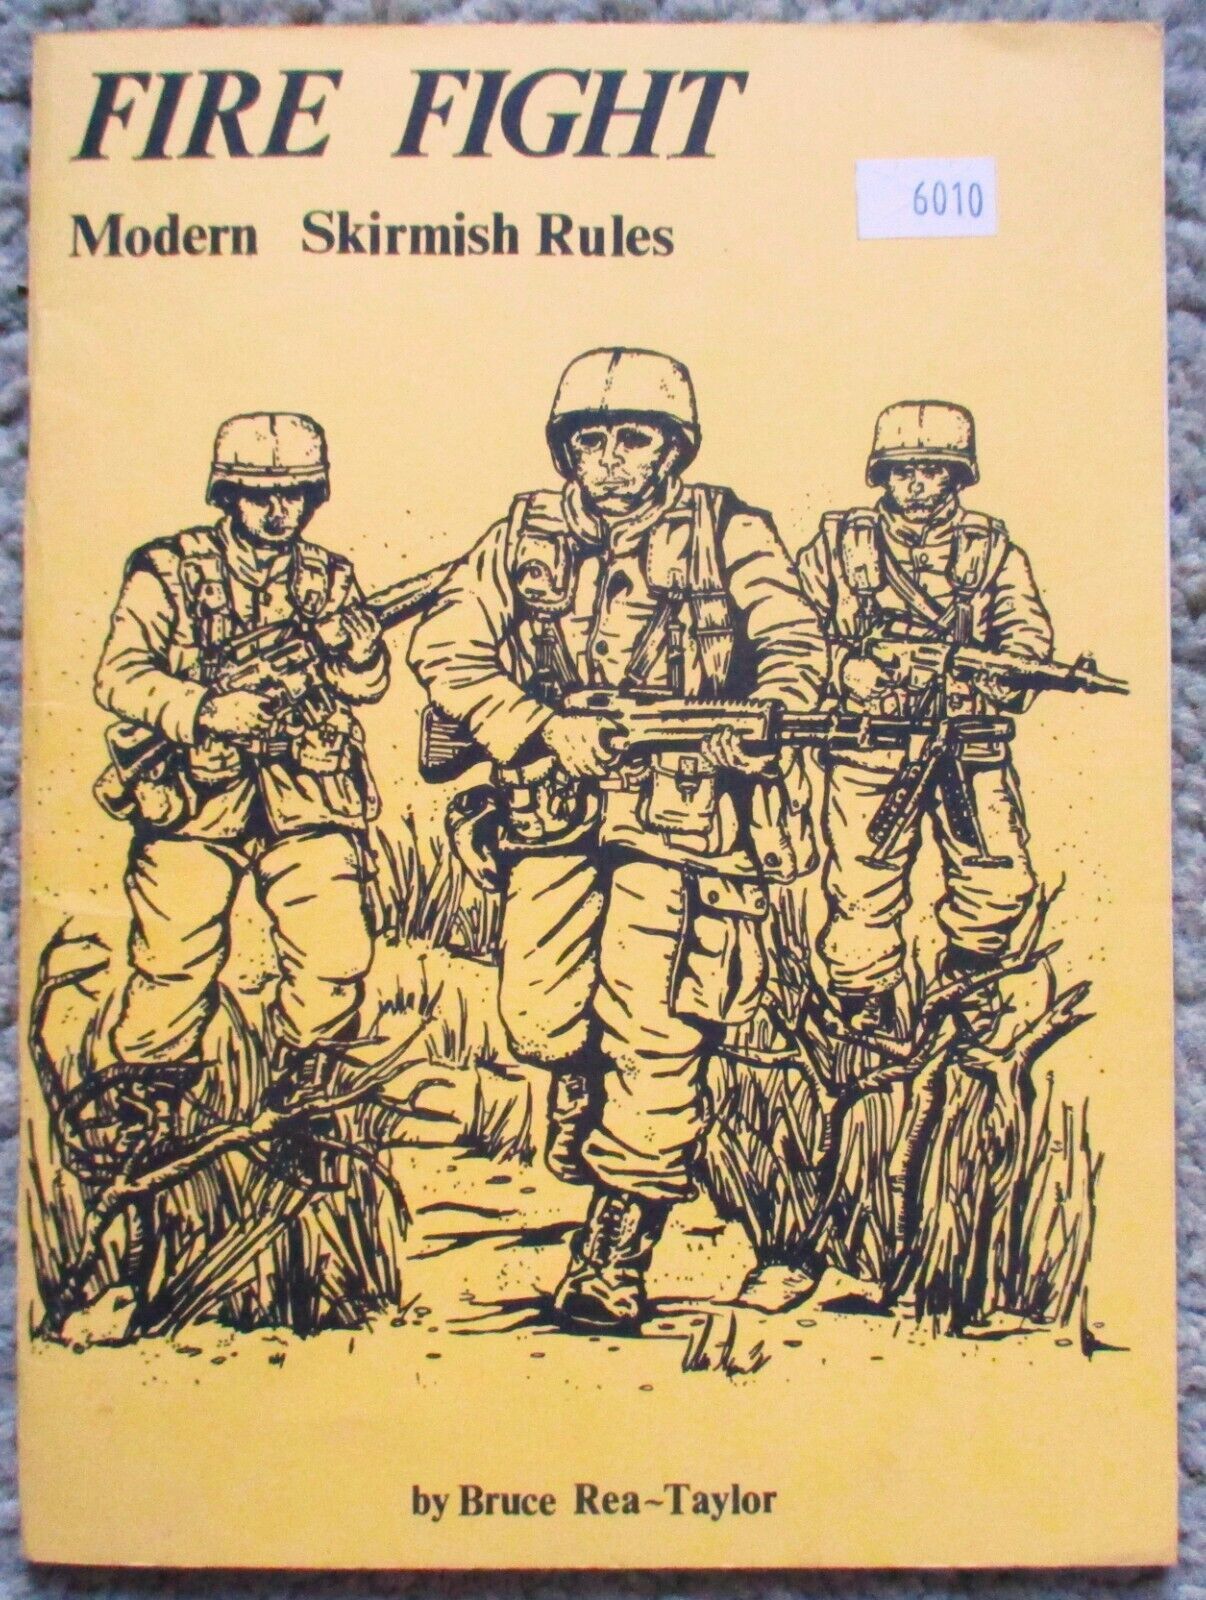 FIRE FIGHT
6010
Modern Skirmish Rules
by Bruce Rea~Taylor